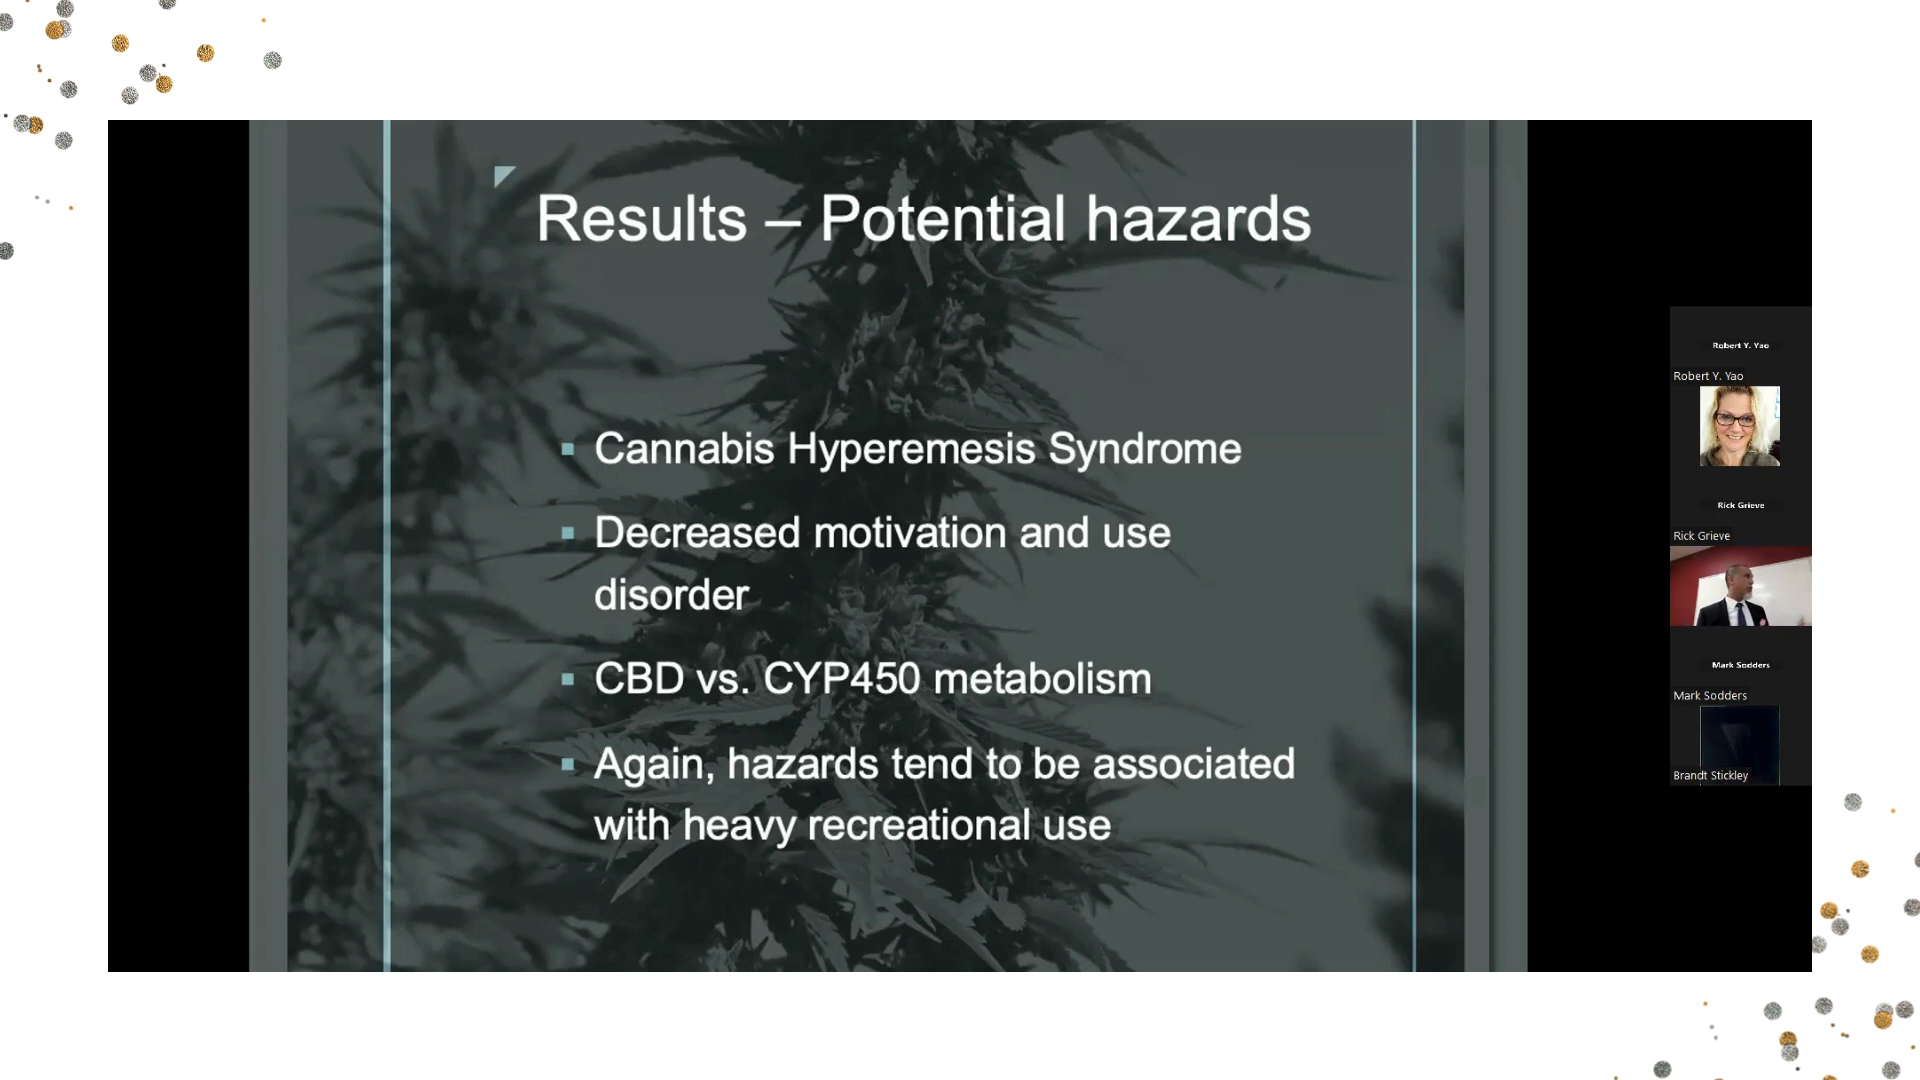 Results – Potential hazards
Cannabis Hyperemesis Syndrome
Decreased motivation and use
disorder
CBD vs. CYP450 metabolism
Again, hazards tend to be associated
with heavy recreational use
Robert Y. Yao
Robert Y. Yao
Rick Grieve
Rick Grieve
Mark Sodders
Mark Sodders
Brandt Stickley